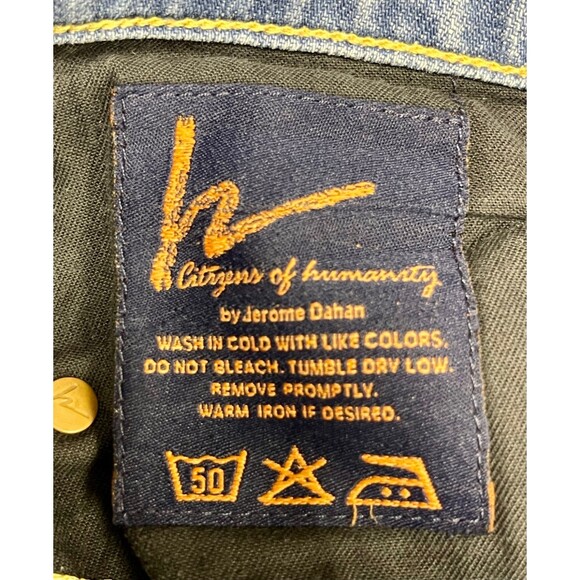 h
Citizens of humanity
by Jerome Dahan
WASH IN COLD WITH LIKE COLORS.
DO NOT BLEACH. TUMBLE DRY LOW.
REMOVE PROMPTLY.
WARM IRON IF DESIRED.
50